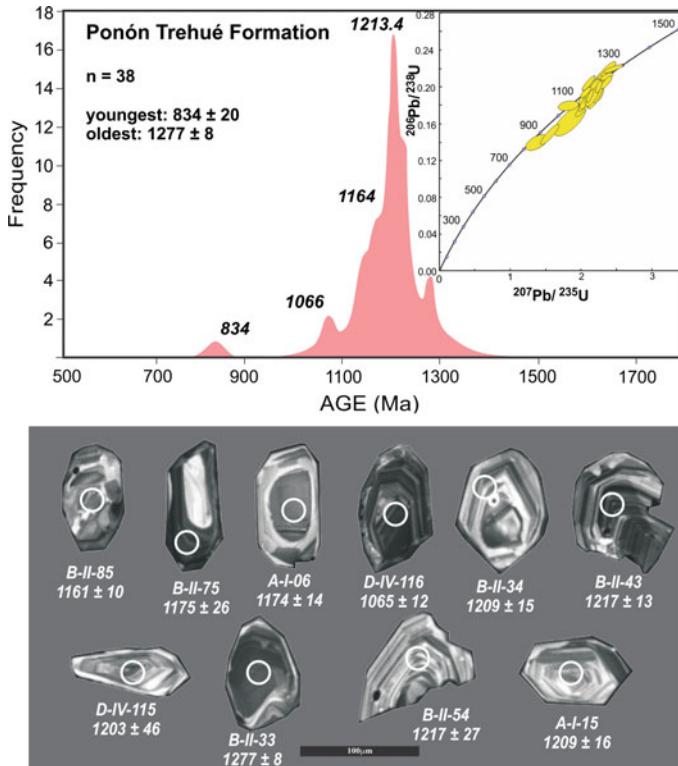 Ponón Trehué Formation
n = 38
youngest: 834 ± 20
oldest: 1277 ± 8
Frequency
18
16
14
12
10
8
6
4
2
834
1066
1164
1213.4
500
700
900
1100
1300
1500
1700
AGE (Ma)
206Pb/238U
0.28
0.24
0.20
0.16
0.12
0.08
0.04
0.00
300
500
700
900
1100
1300
1500
0
1
2
3
207Pb/ 235U
B-II-85
1161 ± 10
B-II-75
1175 ± 26
A-I-06
1174 ± 14
D-IV-116
1065 ± 12
B-II-34
1209 ± 15
B-II-43
1217 ± 13
D-IV-115
1203 ± 46
B-II-33
1277 ± 8
B-II-54
1217 ± 27
A-I-15
1209 ± 16
100µm